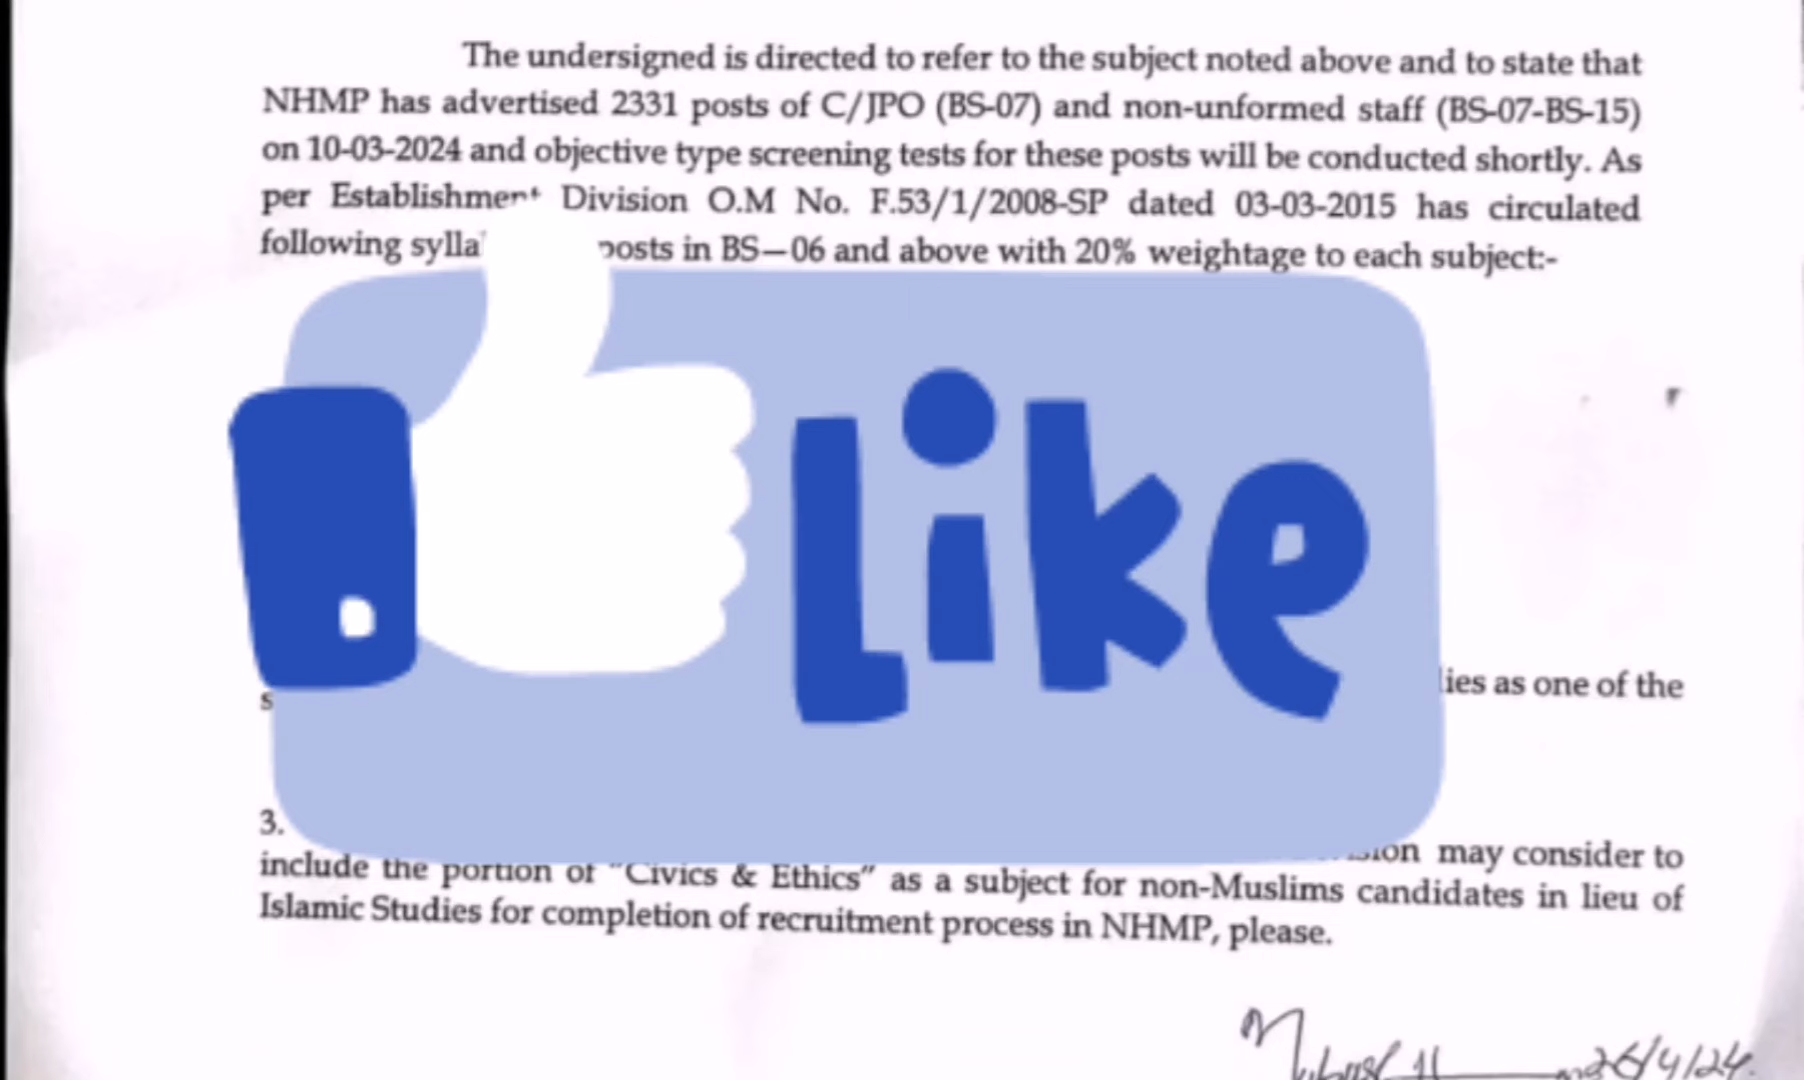 The undersigned is directed to refer to the subject noted above and to state that
NHMP has advertised 2331 posts of C/JPO (BS-07) and non-unformed staff (BS-07-BS-15)
on 10-03-2024 and objective type screening tests for these posts will be conducted shortly. As
per Establishment Division O.M No. F.53/1/2008-SP dated 03-03-2015 has circulated
following posts in BS—06 and above with 20% weightage to each subject:-
Like
as one of the
3.
may consider to
include the portion of "Civics & Ethics" as a subject for non-Muslims candidates in lieu of
Islamic Studies for completion of recruitment process in NHMP, please.
26/4/24.